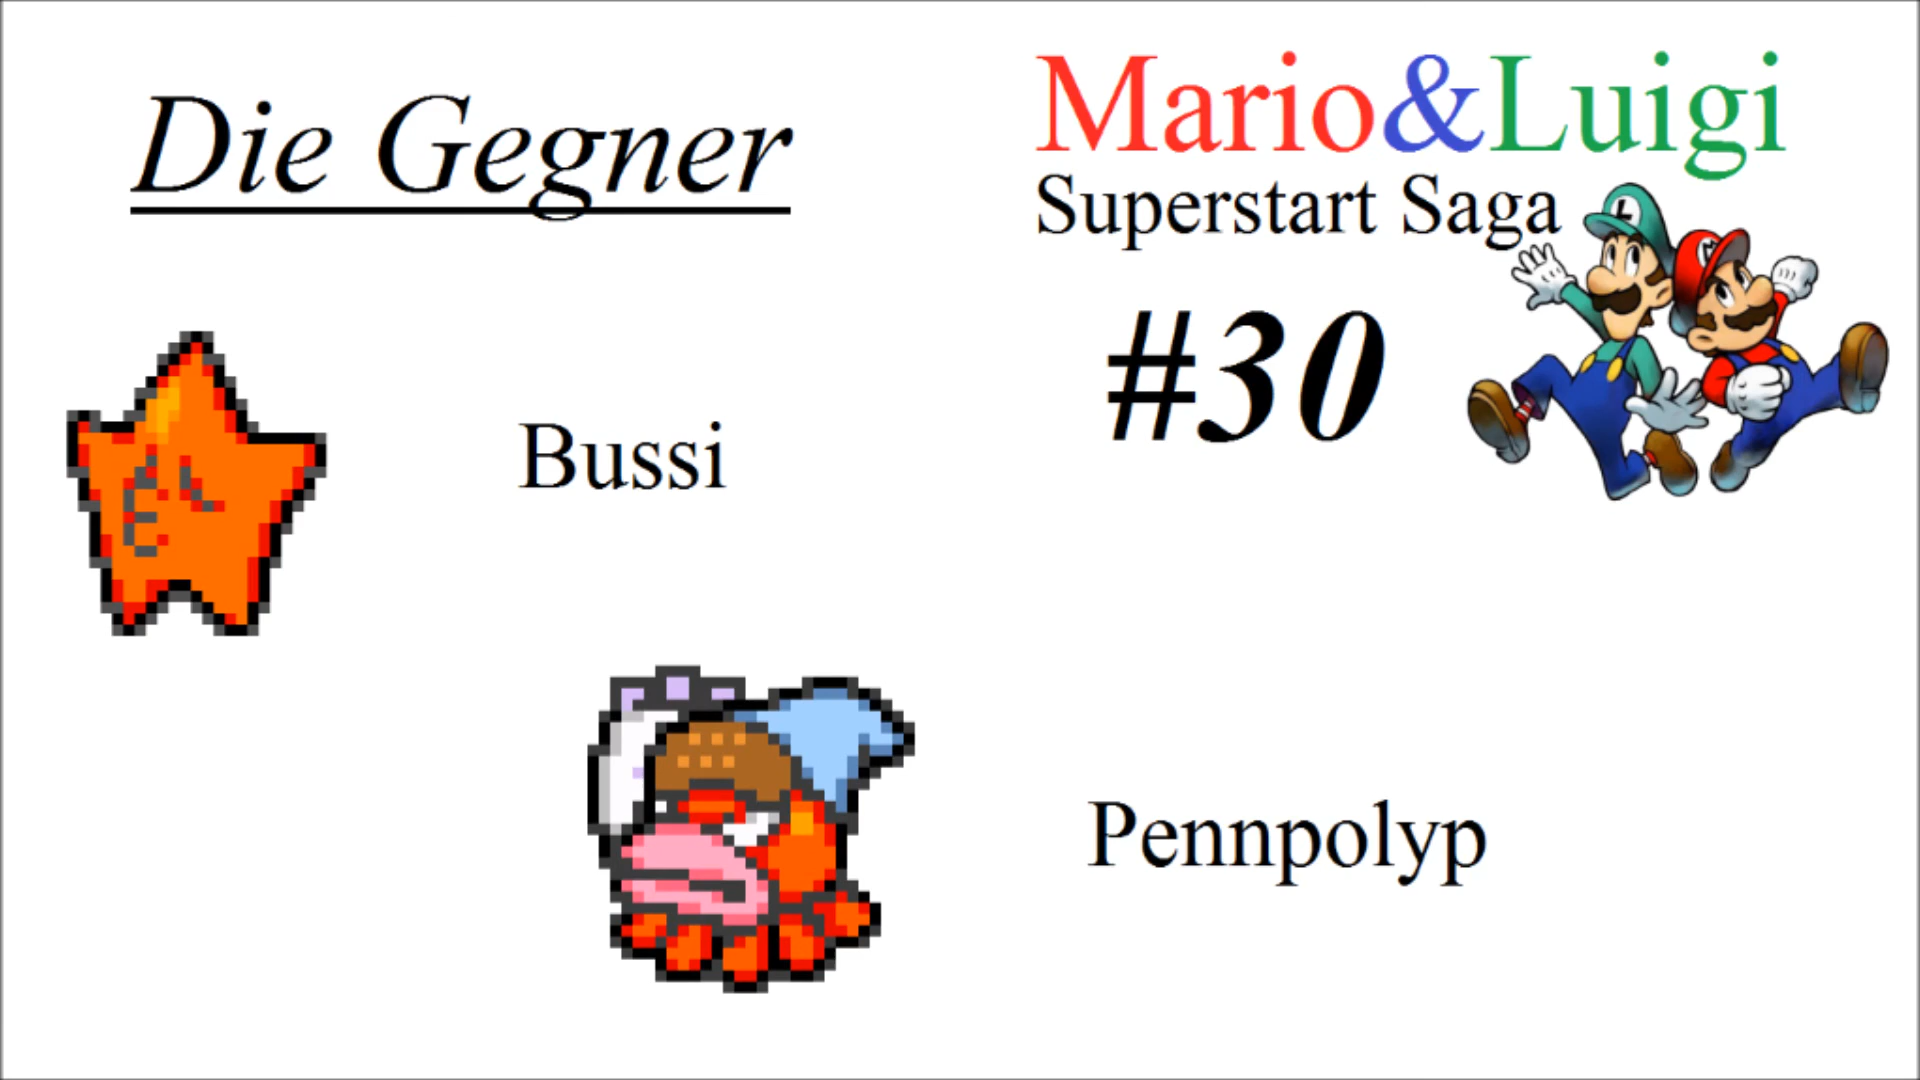 Die Gegner
Mario&Luigi
Superstart Saga
#30
Bussi
Pennpolyp